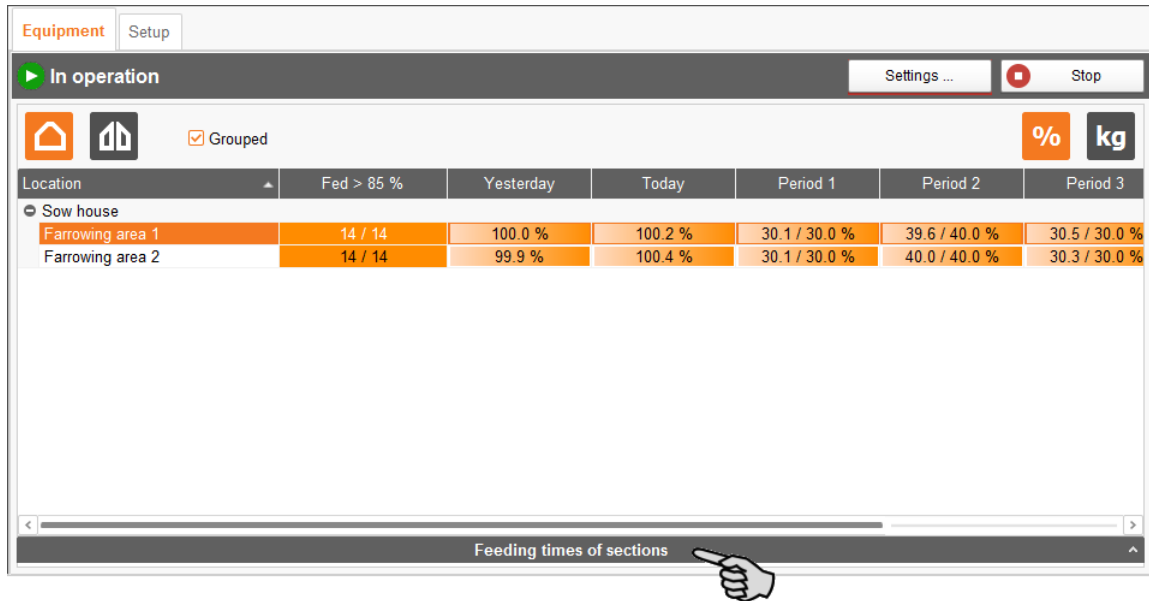 Equipment Setup
In operation Settings ... Stop
Grouped % kg
Location Fed > 85 % Yesterday Today Period 1 Period 2 Period 3
Sow house
Farrowing area 1 14 / 14 100.0 % 100.2 % 30.1 / 30.0 % 39.6 / 40.0 % 30.5 / 30.0 %
Farrowing area 2 14 / 14 99.9 % 100.4 % 30.1 / 30.0 % 40.0 / 40.0 % 30.3 / 30.0 %
Feeding times of sections